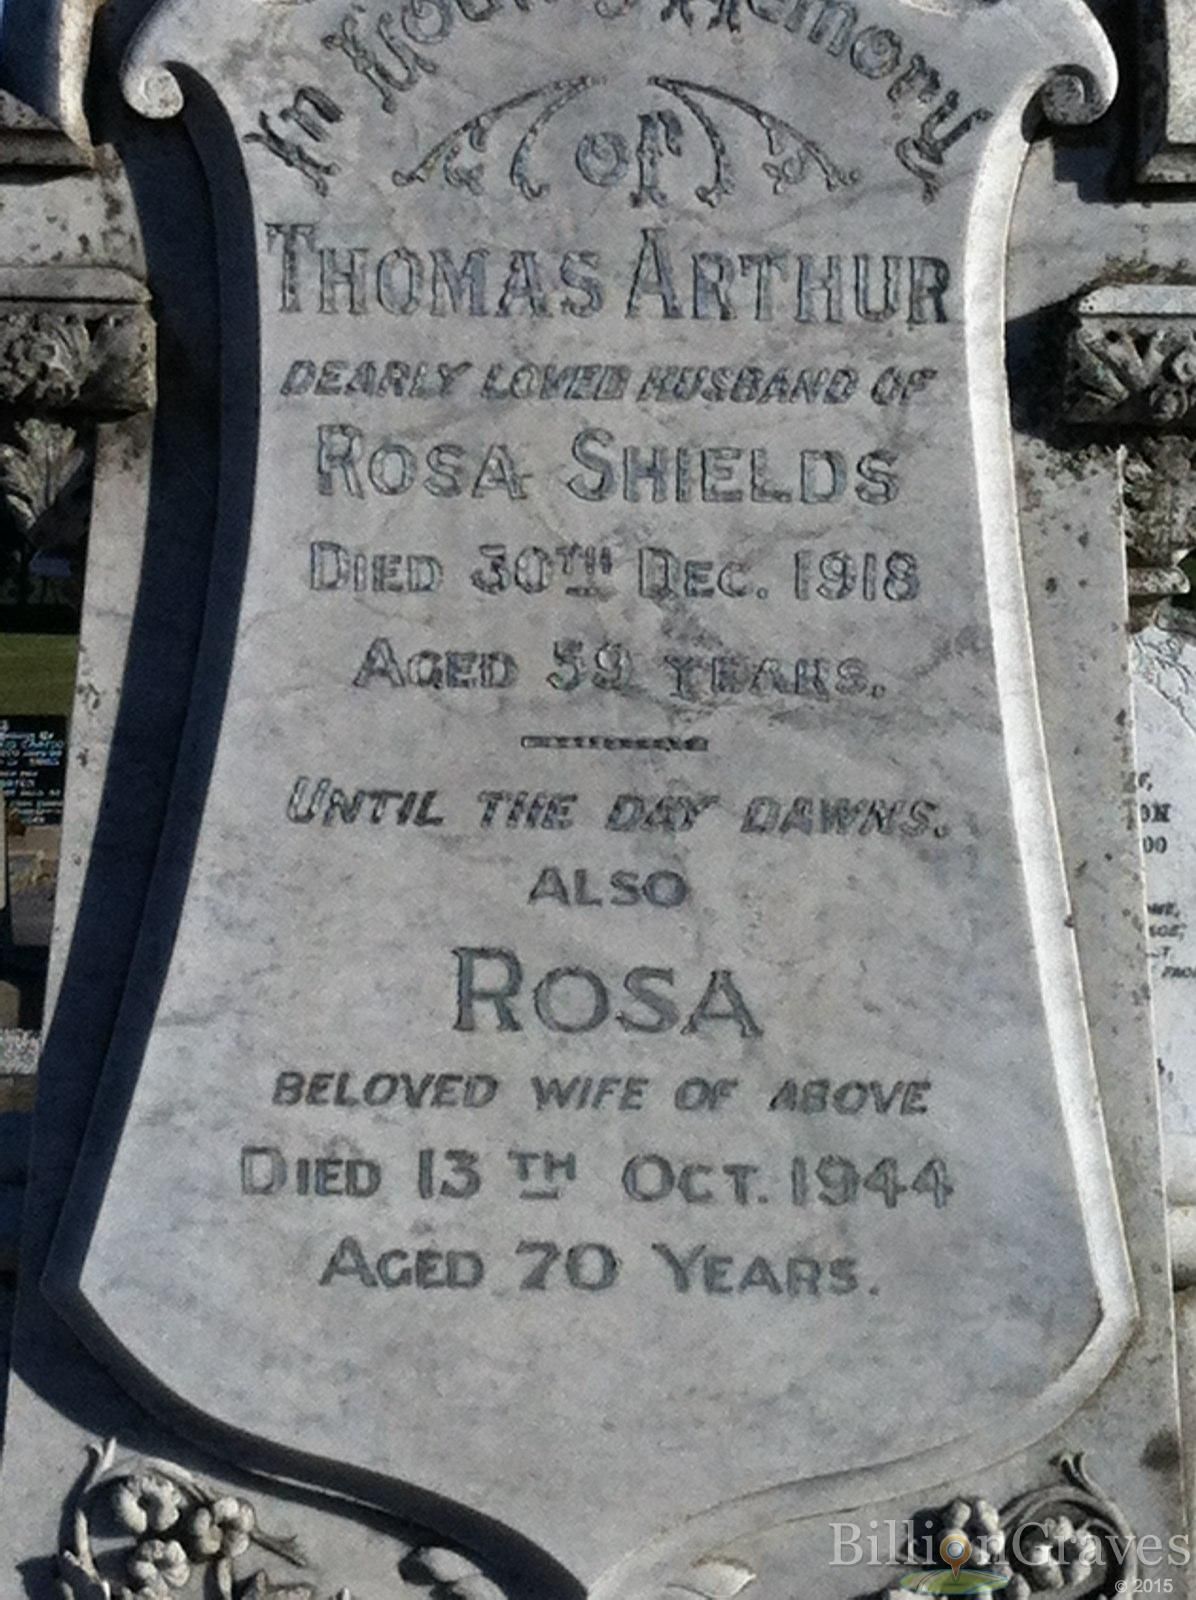 In Loving Memory
of
THOMAS ARTHUR
DEARLY LOVED HUSBAND OF
ROSA SHIELDS
DIED 30TH DEC. 1918
AGED 59 YEARS.
UNTIL THE DAY DAWNS.
ALSO
ROSA
BELOVED WIFE OF ABOVE
DIED 13TH OCT. 1944
AGED 70 YEARS.
BillionGraves
© 2015